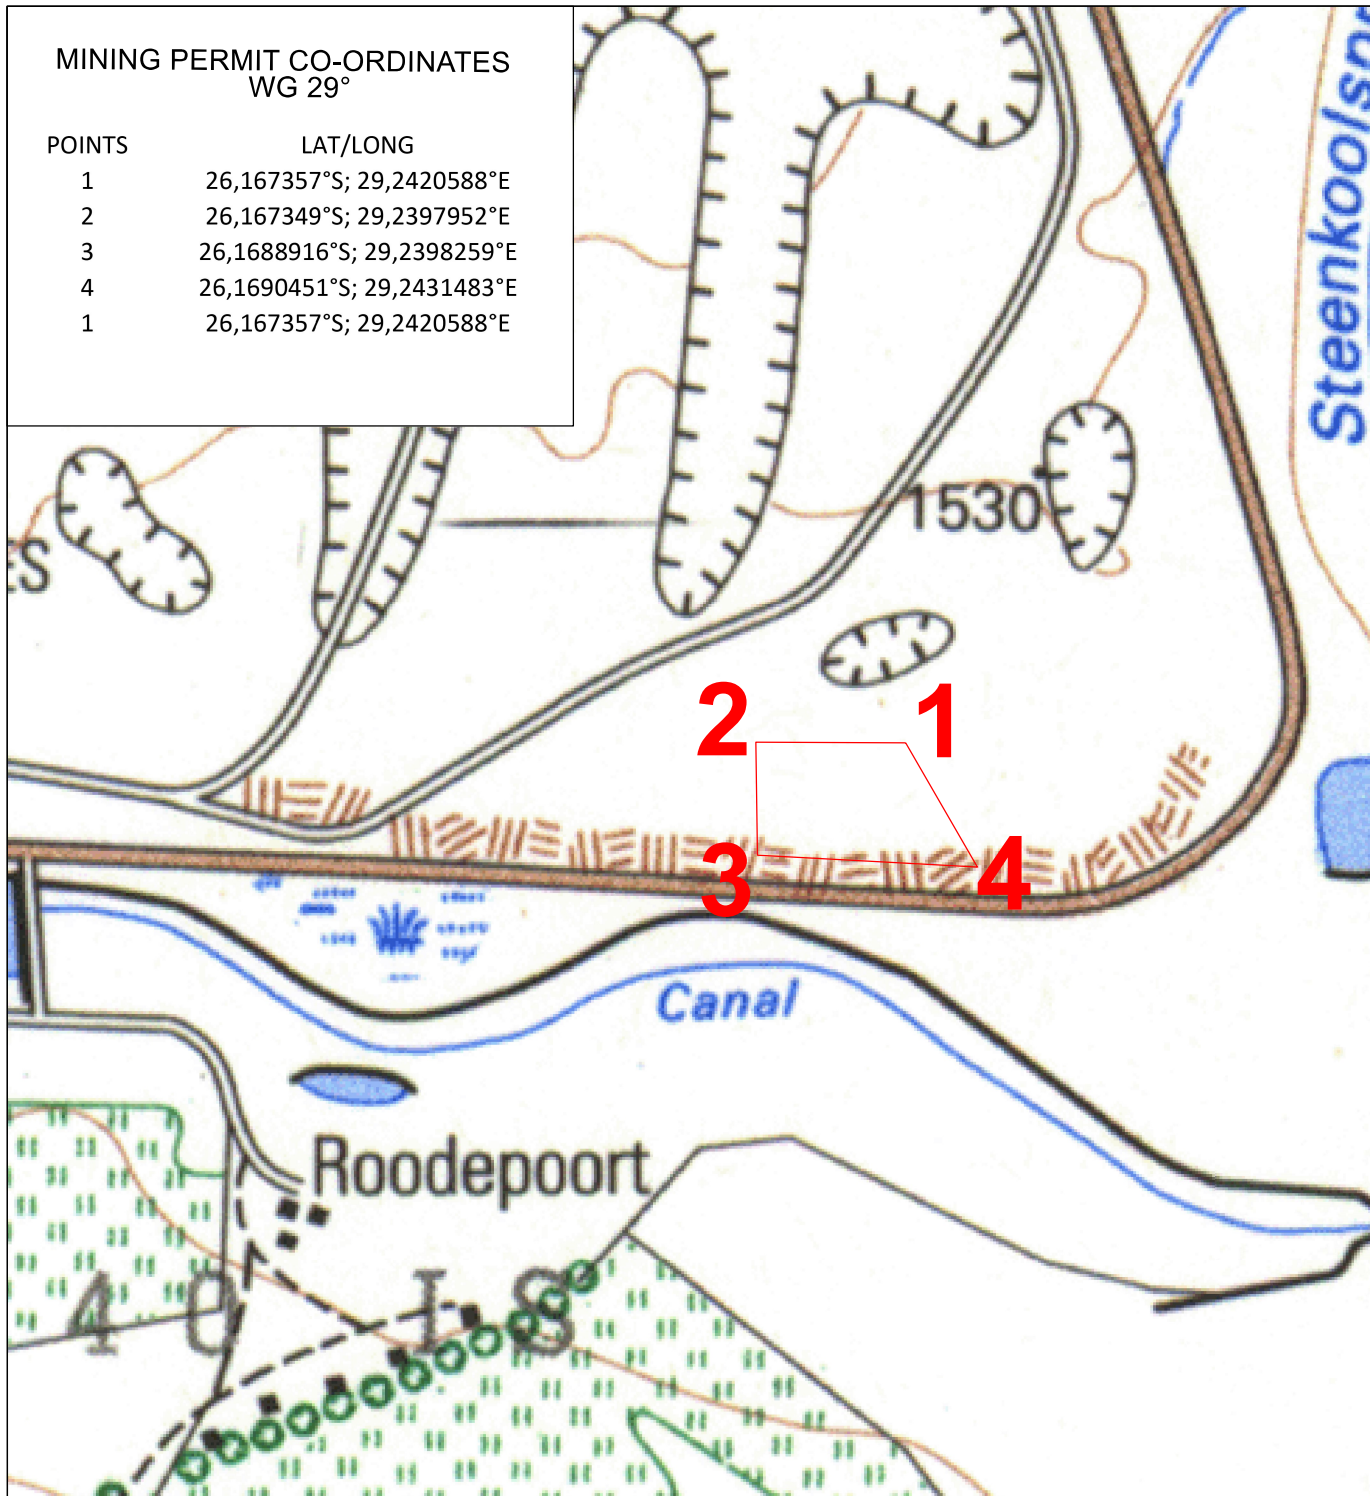 MINING PERMIT CO-ORDINATES
WG 29°
POINTS LAT/LONG
1 26,167357°S; 29,2420588°E
2 26,167349°S; 29,2397952°E
3 26,1688916°S; 29,2398259°E
4 26,1690451°S; 29,2431483°E
1 26,167357°S; 29,2420588°E
1530
2
1
3
4
Canal
Roodepoort
4 0 I S